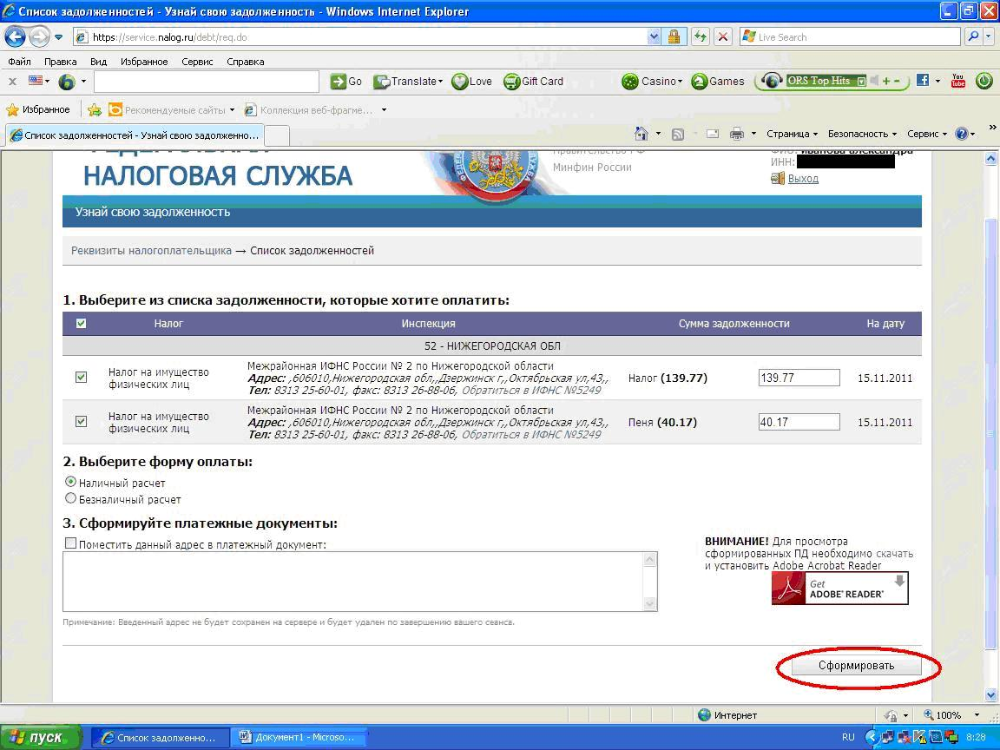 Список задолженностей - Узнай свою задолженность - Windows Internet Explorer
https://service.nalog.ru/debt/req.do
Live Search
Файл Правка Вид Избранное Сервис Справка
Go Translate Love Gift Card Casino Games ORS Top Hits You Tube
Избранное Рекомендуемые сайты Коллекция веб-фрагме...
Список задолженностей - Узнай свою задолженно...
Страница Безопасность Сервис
НАЛОГОВАЯ СЛУЖБА
Минфин России
иванова александра
ИНН:
Выход
Узнай свою задолженность
Реквизиты налогоплательщика → Список задолженностей
1. Выберите из списка задолженности, которые хотите оплатить:
Налог Инспекция Сумма задолженности На дату
52 - НИЖЕГОРОДСКАЯ ОБЛ
Налог на имущество физических лиц
Межрайонная ИФНС России № 2 по Нижегородской области
Адрес: ,606010,Нижегородская обл,,Дзержинск г,,Октябрьская ул,43,,
Тел: 8313 25-60-01, факс: 8313 26-88-06, Обратиться в ИФНС №5249
Налог (139.77) 139.77 15.11.2011
Налог на имущество физических лиц
Межрайонная ИФНС России № 2 по Нижегородской области
Адрес: ,606010,Нижегородская обл,,Дзержинск г,,Октябрьская ул,43,,
Тел: 8313 25-60-01, факс: 8313 26-88-06, Обратиться в ИФНС №5249
Пеня (40.17) 40.17 15.11.2011
2. Выберите форму оплаты:
Наличный расчет
Безналичный расчет
3. Сформируйте платежные документы:
Поместить данный адрес в платежный документ:
ВНИМАНИЕ! Для просмотра
сформированных ПД необходимо скачать
и установить Adobe Acrobat Reader
Get
ADOBE® READER®
Примечание: Введенный адрес не будет сохранен на сервере и будет удален по завершению вашего сеанса.
Сформировать
Интернет 100%
пуск Список задолженно... Документ1 - Microso... RU 8:28